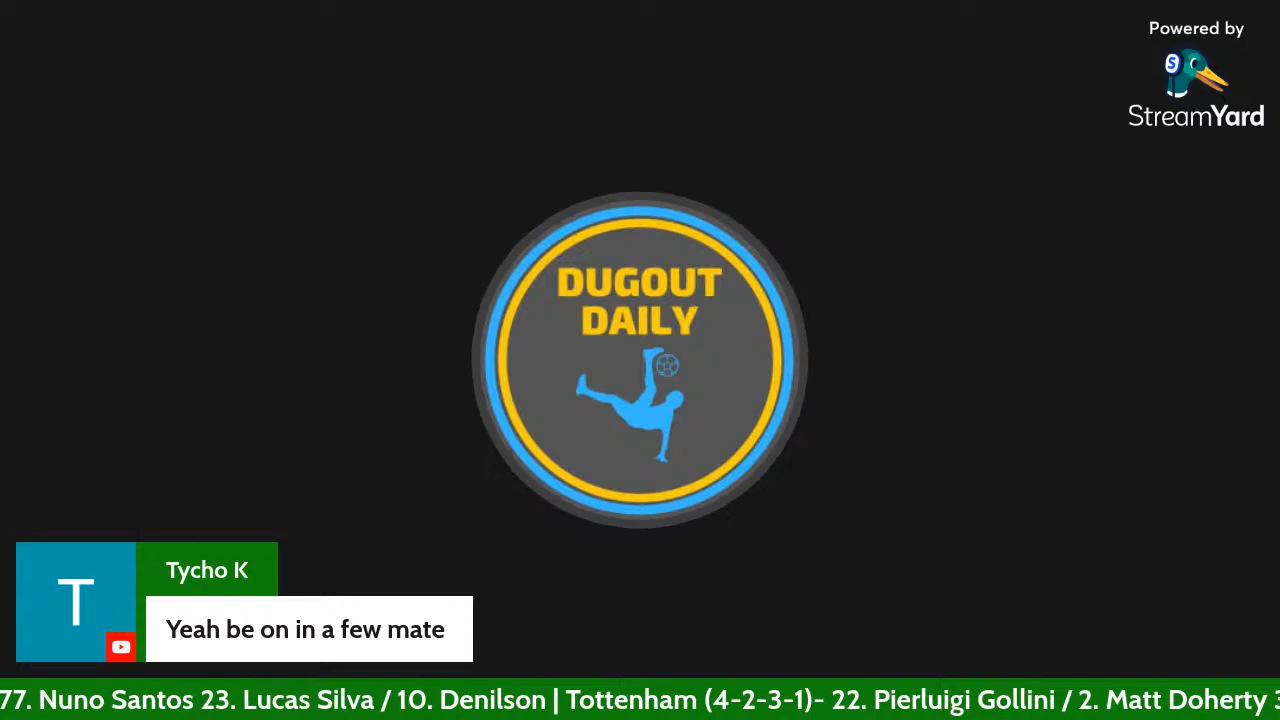 Powered by
S
StreamYard
DUGOUT
DAILY
T
Tycho K
Yeah be on in a few mate
77. Nuno Santos 23. Lucas Silva / 10. Denilson | Tottenham (4-2-3-1)- 22. Pierluigi Gollini / 2. Matt Doherty 3